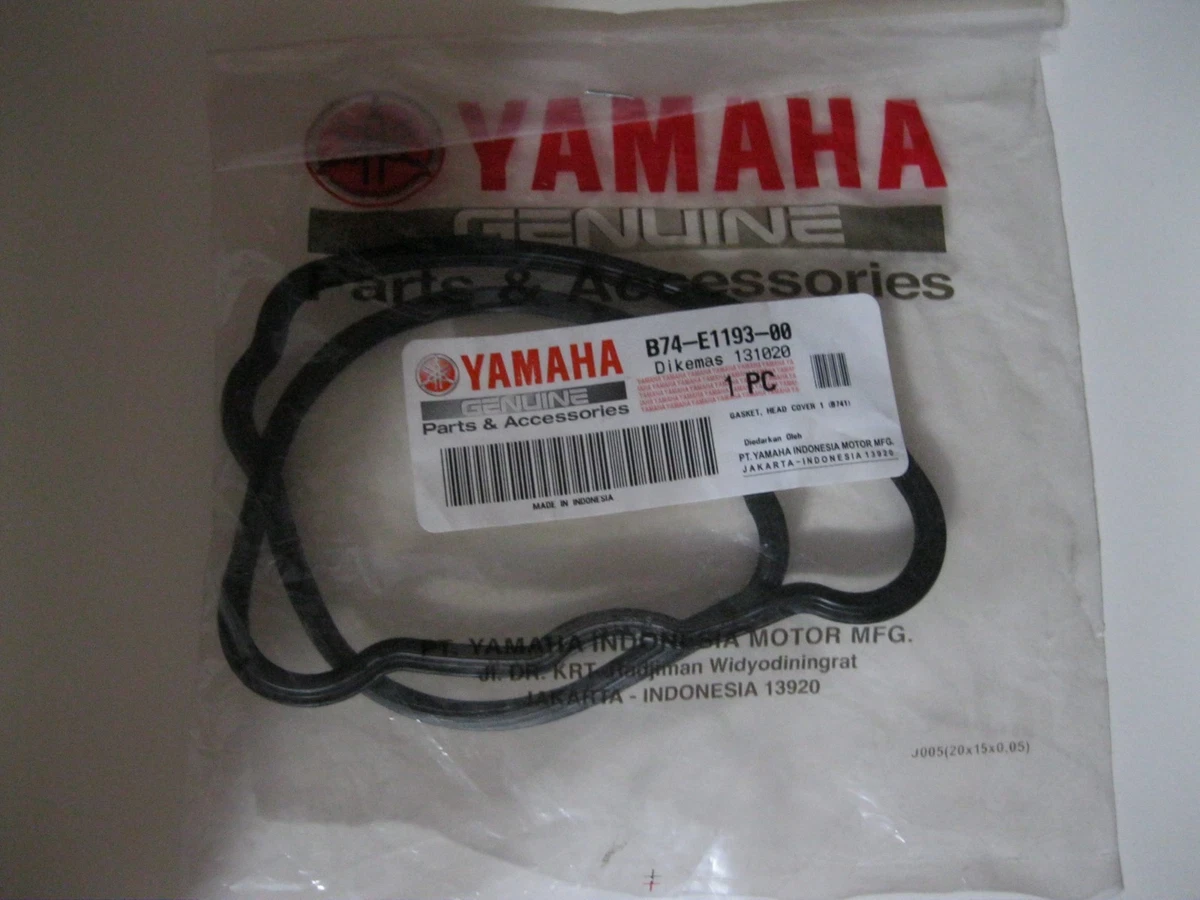 YAMAHA
GENUINE
Parts & Accessories
YAMAHA
GENUINE
Parts & Accessories
B74-E1193-00
Dikemas 131020
1 PC
GASKET, HEAD COVER 1 (B741)
Diedarkan Oleh
PT. YAMAHA INDONESIA MOTOR MFG.
JAKARTA-INDONESIA 13920
MADE IN INDONESIA
PT. YAMAHA INDONESIA MOTOR MFG.
Jl. DR. KRT. Radjiman Widyodiningrat
JAKARTA - INDONESIA 13920
J005(20x15x0.05)